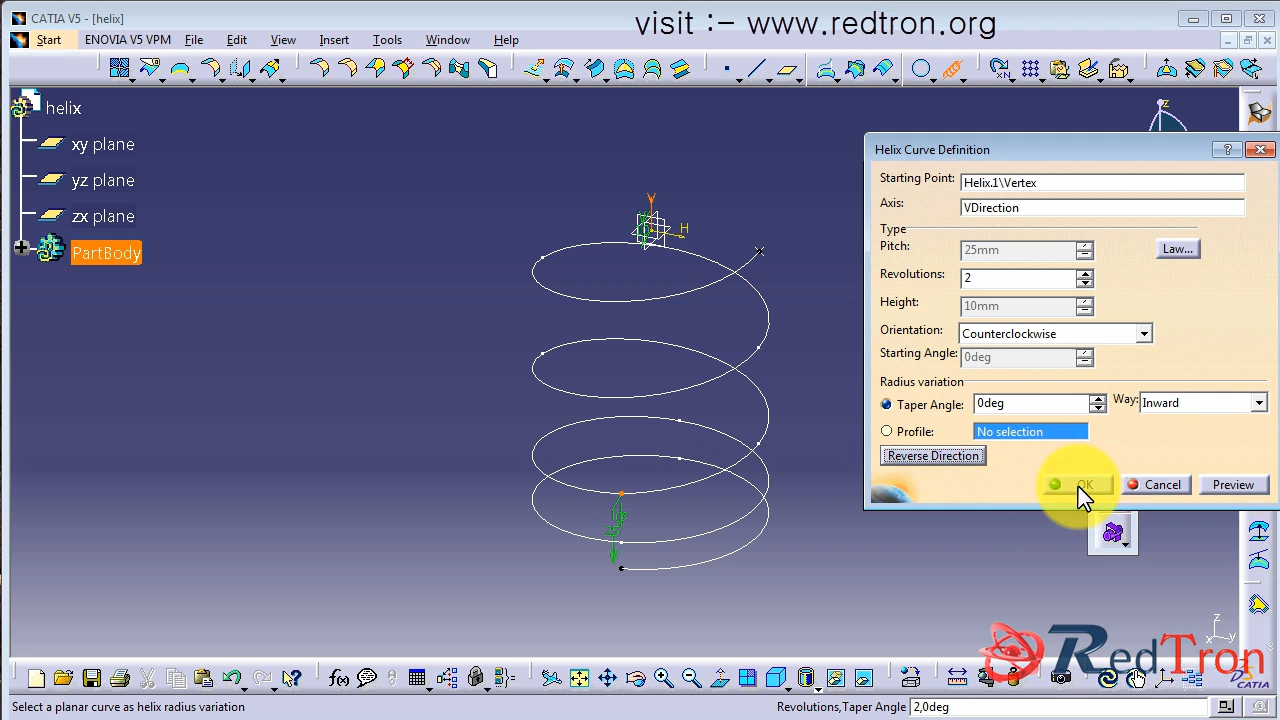 CATIA V5 - [helix]
visit :- www.redtron.org
Start ENOVIA V5 VPM File Edit View Insert Tools Window Help
helix
xy plane
yz plane
zx plane
PartBody
V
H
z
Helix Curve Definition
?
Starting Point: Helix.1\Vertex
Axis: VDirection
Type
Pitch: 25mm Law...
Revolutions: 2
Height: 10mm
Orientation: Counterclockwise
Starting Angle: 0deg
Radius variation
Taper Angle: 0deg Way: Inward
Profile: No selection
Reverse Direction
OK Cancel Preview
z
x y
RedTron
DS CATIA
f(x)
Select a planar curve as helix radius variation
Revolutions,Taper Angle 2,0deg